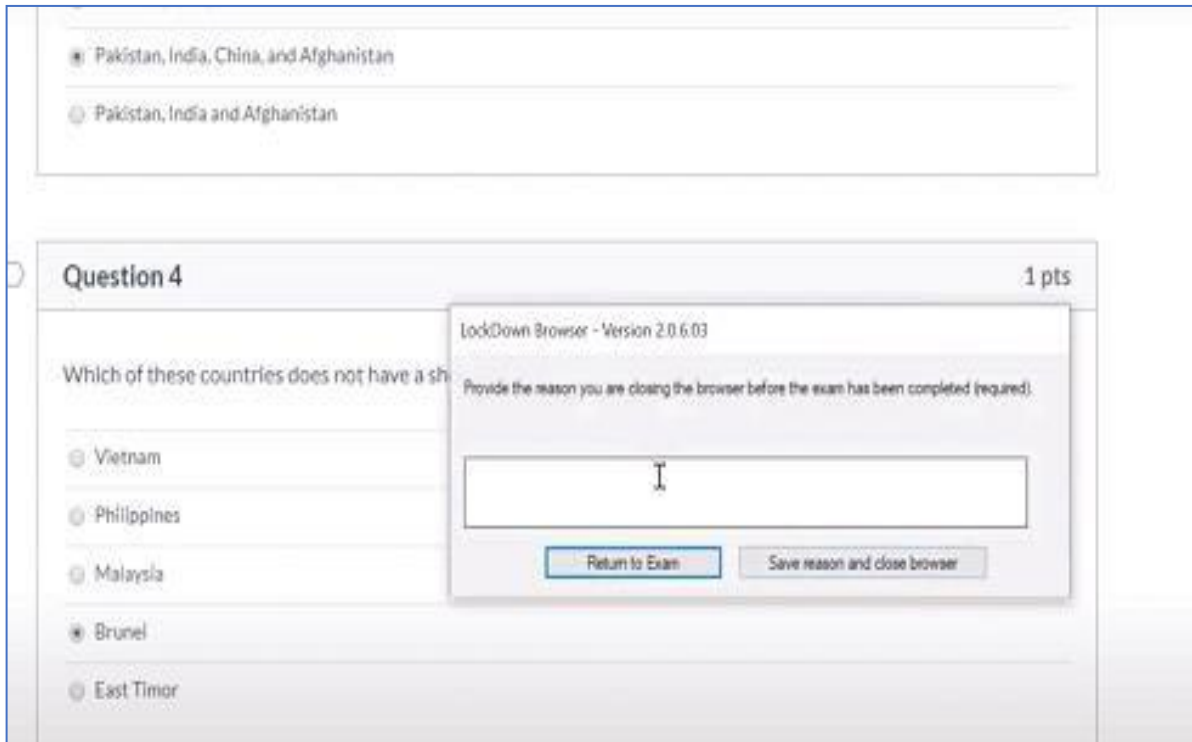 Pakistan, India, China, and Afghanistan
Pakistan, India and Afghanistan
Question 4
1 pts
Which of these countries does not have a sh
LockDown Browser - Version 2.0.6.03
Provide the reason you are closing the browser before the exam has been completed (required).
Return to Exam
Save reason and close browser
Vietnam
Philippines
Malaysia
Brunei
East Timor